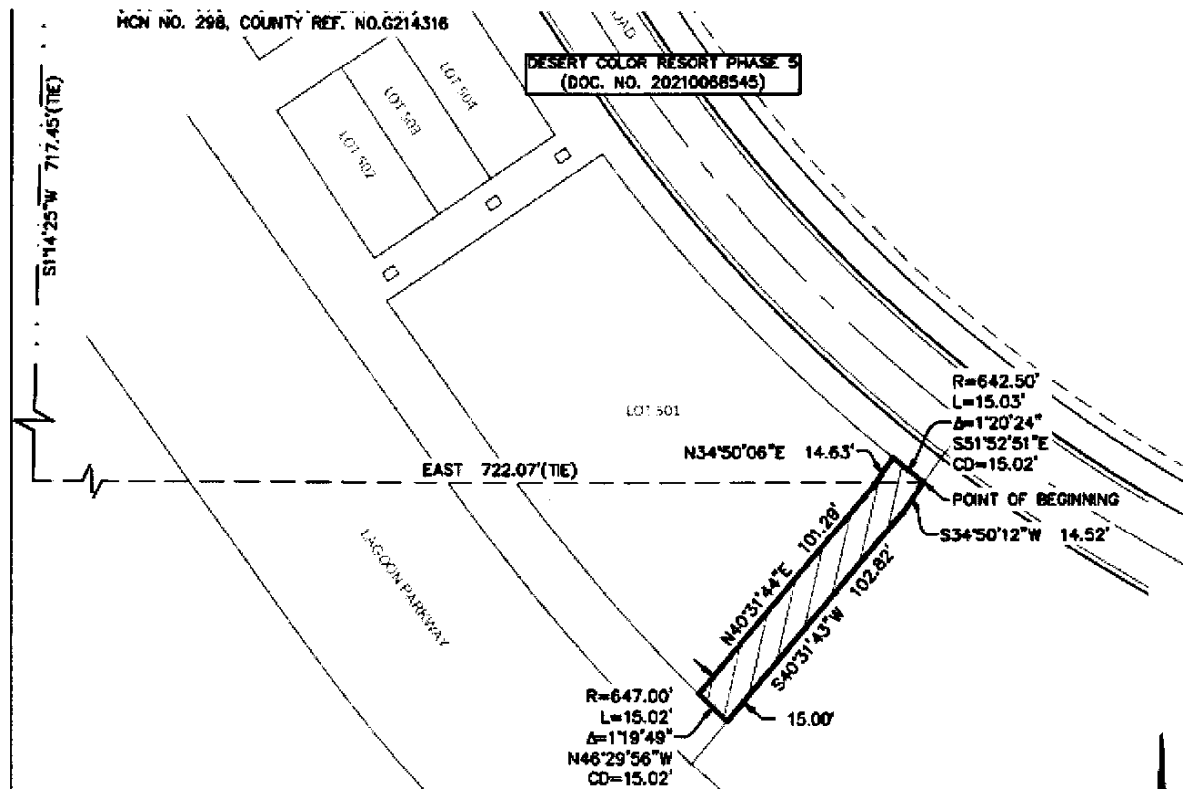 HCN NO. 298, COUNTY REF. NO.G214316
S1°14'25"W 717.45'(TIE)
DESERT COLOR RESORT PHASE 5
(DOC. NO. 20210068545)
LOT 504
LOT 503
LOT 502
LOT 501
EAST 722.07'(TIE)
LAGOON PARKWAY
R=642.50'
L=15.03'
Δ=1°20'24"
S51°52'51"E
CD=15.02'
N34°50'06"E 14.63'
POINT OF BEGINNING
S34°50'12"W 14.52'
N40°31'44"E 101.29'
S40°31'43"W 102.82'
R=647.00'
L=15.02'
Δ=1°19'49"
N46°29'56"W
CD=15.02'
15.00'